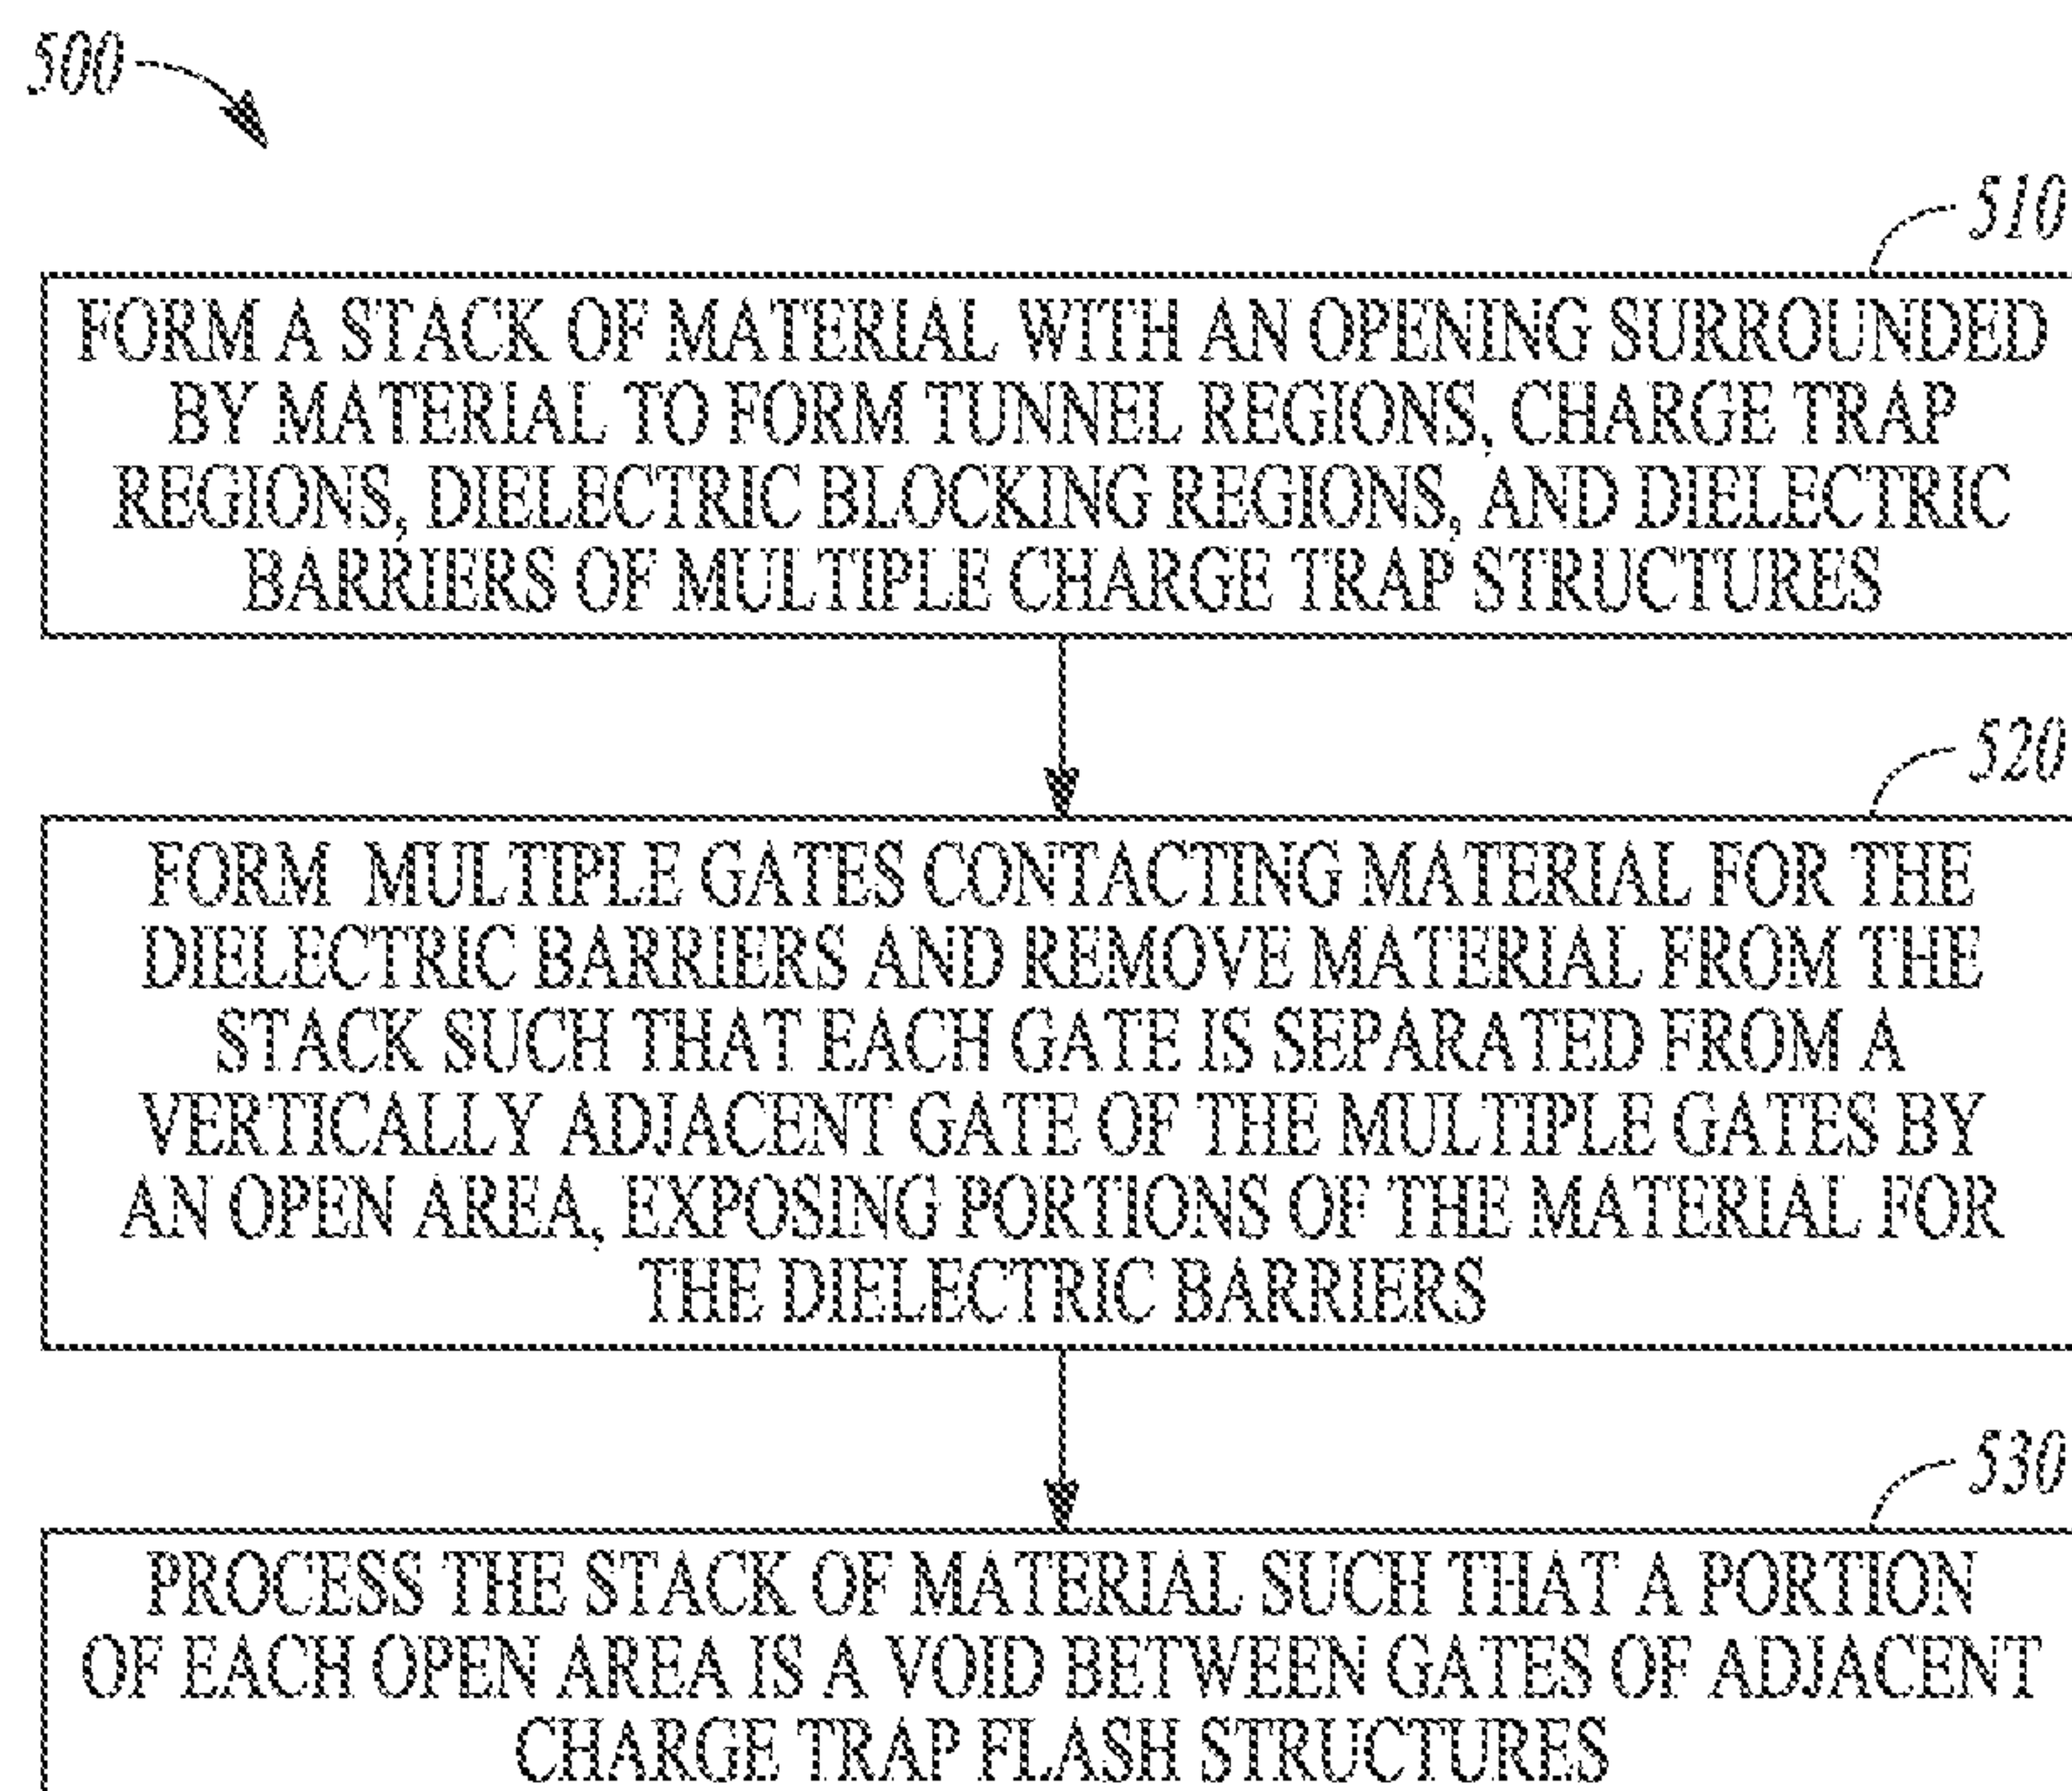 500
510
FORM A STACK OF MATERIAL WITH AN OPENING SURROUNDED
BY MATERIAL TO FORM TUNNEL REGIONS, CHARGE TRAP
REGIONS, DIELECTRIC BLOCKING REGIONS, AND DIELECTRIC
BARRIERS OF MULTIPLE CHARGE TRAP STRUCTURES
520
FORM MULTIPLE GATES CONTACTING MATERIAL FOR THE
DIELECTRIC BARRIERS AND REMOVE MATERIAL FROM THE
STACK SUCH THAT EACH GATE IS SEPARATED FROM A
VERTICALLY ADJACENT GATE OF THE MULTIPLE GATES BY
AN OPEN AREA, EXPOSING PORTIONS OF THE MATERIAL FOR
THE DIELECTRIC BARRIERS
530
PROCESS THE STACK OF MATERIAL SUCH THAT A PORTION
OF EACH OPEN AREA IS A VOID BETWEEN GATES OF ADJACENT
CHARGE TRAP FLASH STRUCTURES